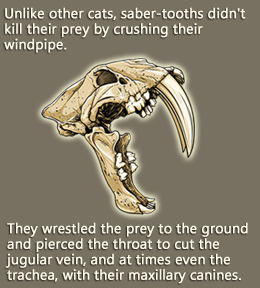 Unlike other cats, saber-tooths didn't
kill their prey by crushing their
windpipe.
They wrestled the prey to the ground
and pierced the throat to cut the
jugular vein, and at times even the
trachea, with their maxillary canines.